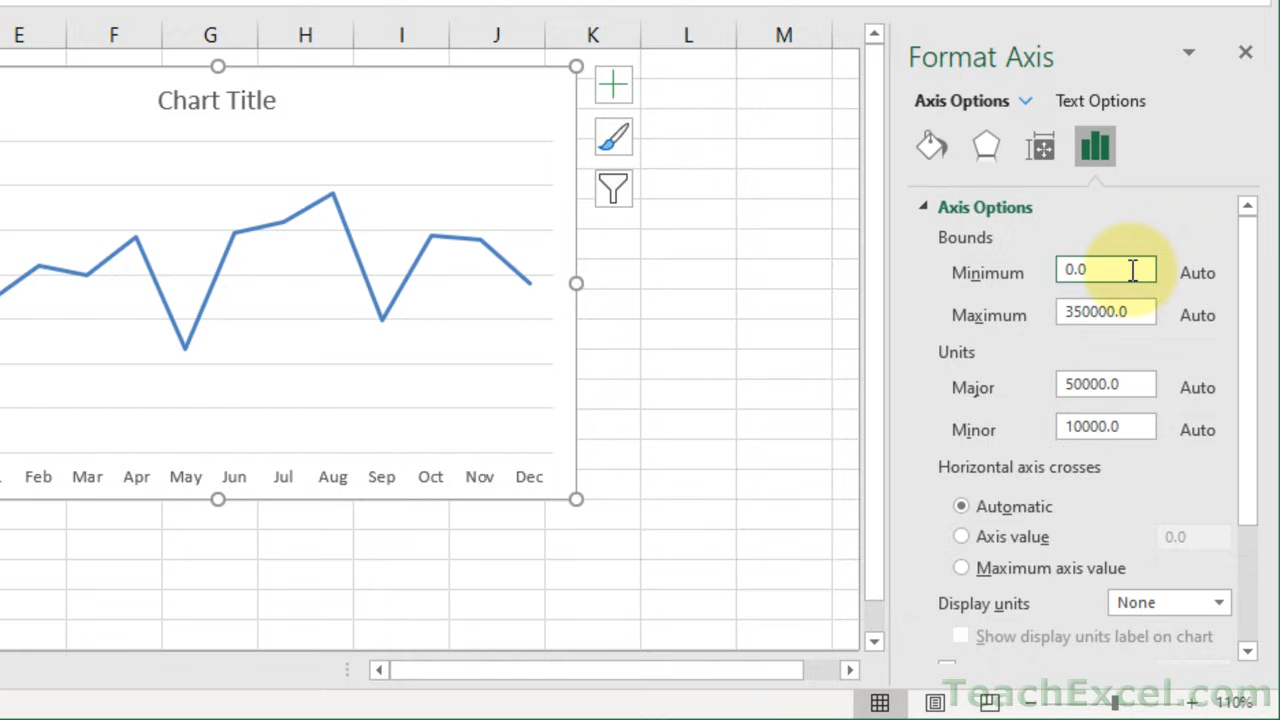 E F G H I J K L M
Chart Title
Feb Mar Apr May Jun Jul Aug Sep Oct Nov Dec
Format Axis
Axis Options Text Options
Axis Options
Bounds
Minimum 0.0 Auto
Maximum 350000.0 Auto
Units
Major 50000.0 Auto
Minor 10000.0 Auto
Horizontal axis crosses
Automatic
Axis value 0.0
Maximum axis value
Display units None
Show display units label on chart
TeachExcel.com
110%